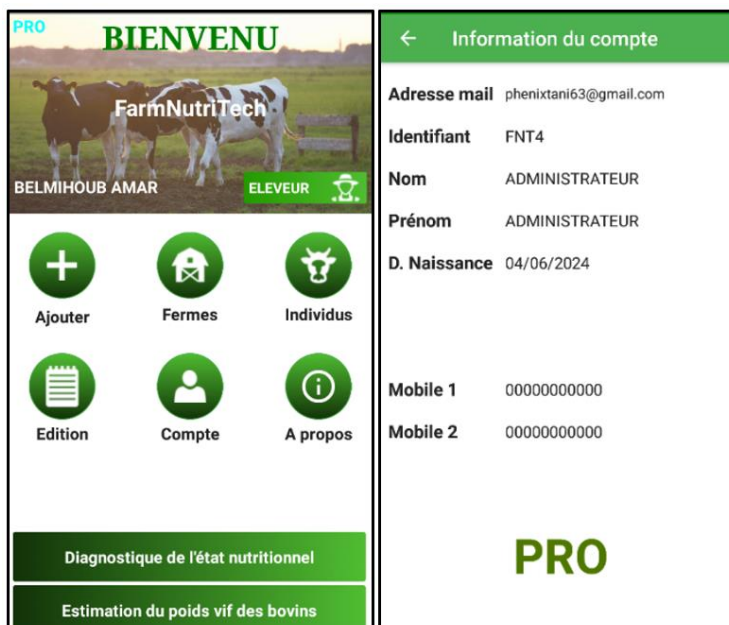 PRO
BIENVENU
FarmNutriTech
BELMIHOUB AMAR
ELEVEUR
Ajouter
Fermes
Individus
Edition
Compte
A propos
Diagnostique de l'état nutritionnel
Estimation du poids vif des bovins
Information du compte
Adresse mail phenixtani63@gmail.com
Identifiant FNT4
Nom ADMINISTRATEUR
Prénom ADMINISTRATEUR
D. Naissance 04/06/2024
Mobile 1 00000000000
Mobile 2 00000000000
PRO